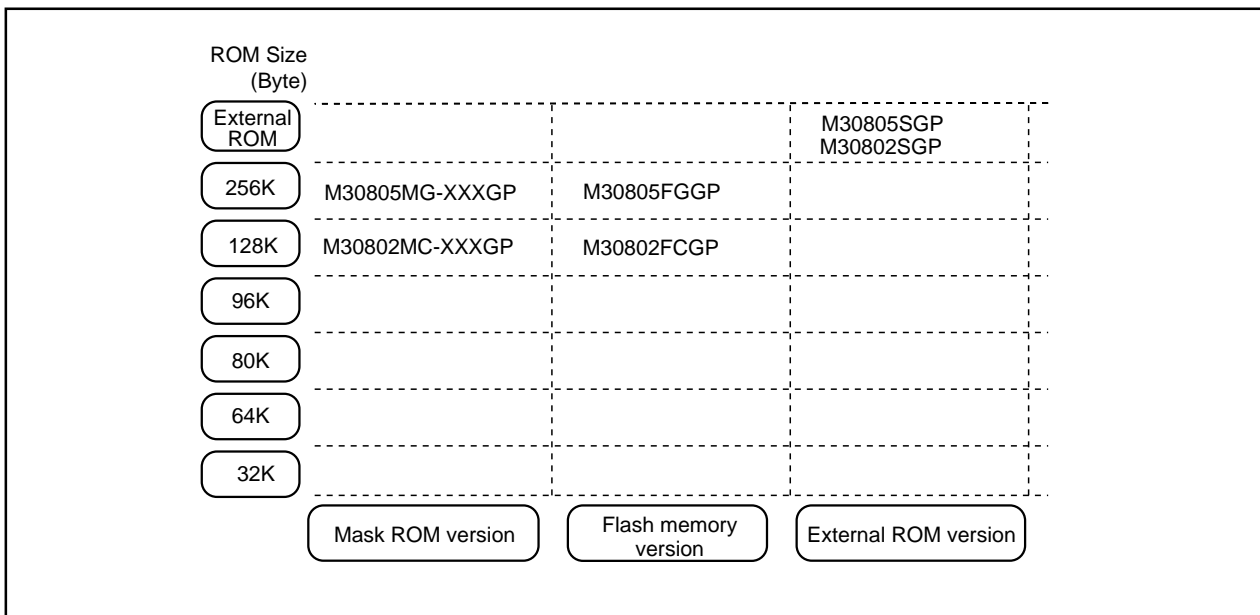 ROM Size
(Byte)
External
ROM
M30805SGP
M30802SGP
256K
M30805MG-XXXGP
M30805FGGP
128K
M30802MC-XXXGP
M30802FCGP
96K
80K
64K
32K
Mask ROM version
Flash memory
version
External ROM version